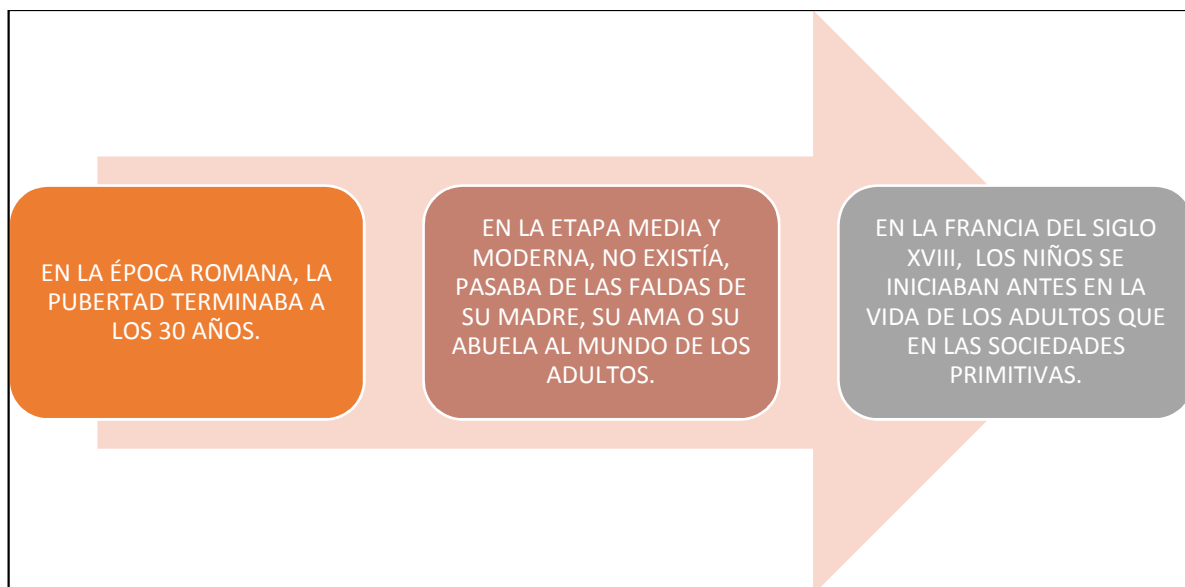 EN LA ÉPOCA ROMANA, LA
PUBERTAD TERMINABA A
LOS 30 AÑOS.
EN LA ETAPA MEDIA Y
MODERNA, NO EXISTÍA,
PASABA DE LAS FALDAS DE
SU MADRE, SU AMA O SU
ABUELA AL MUNDO DE LOS
ADULTOS.
EN LA FRANCIA DEL SIGLO
XVIII, LOS NIÑOS SE
INICIABAN ANTES EN LA
VIDA DE LOS ADULTOS QUE
EN LAS SOCIEDADES
PRIMITIVAS.